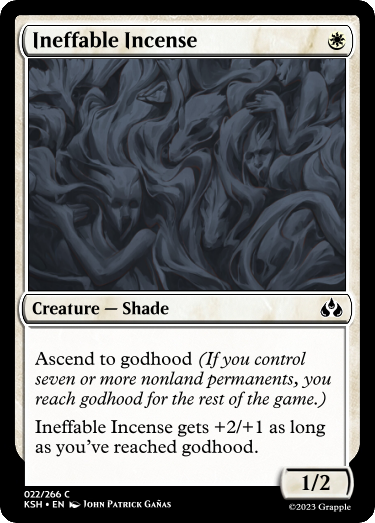 Ineffable Incense
Creature — Shade
Ascend to godhood (If you control
seven or more nonland permanents, you
reach godhood for the rest of the game.)
Ineffable Incense gets +2/+1 as long
as you've reached godhood.
1/2
022/266 C
KSH • EN John Patrick Gañas
©2023 Grapple